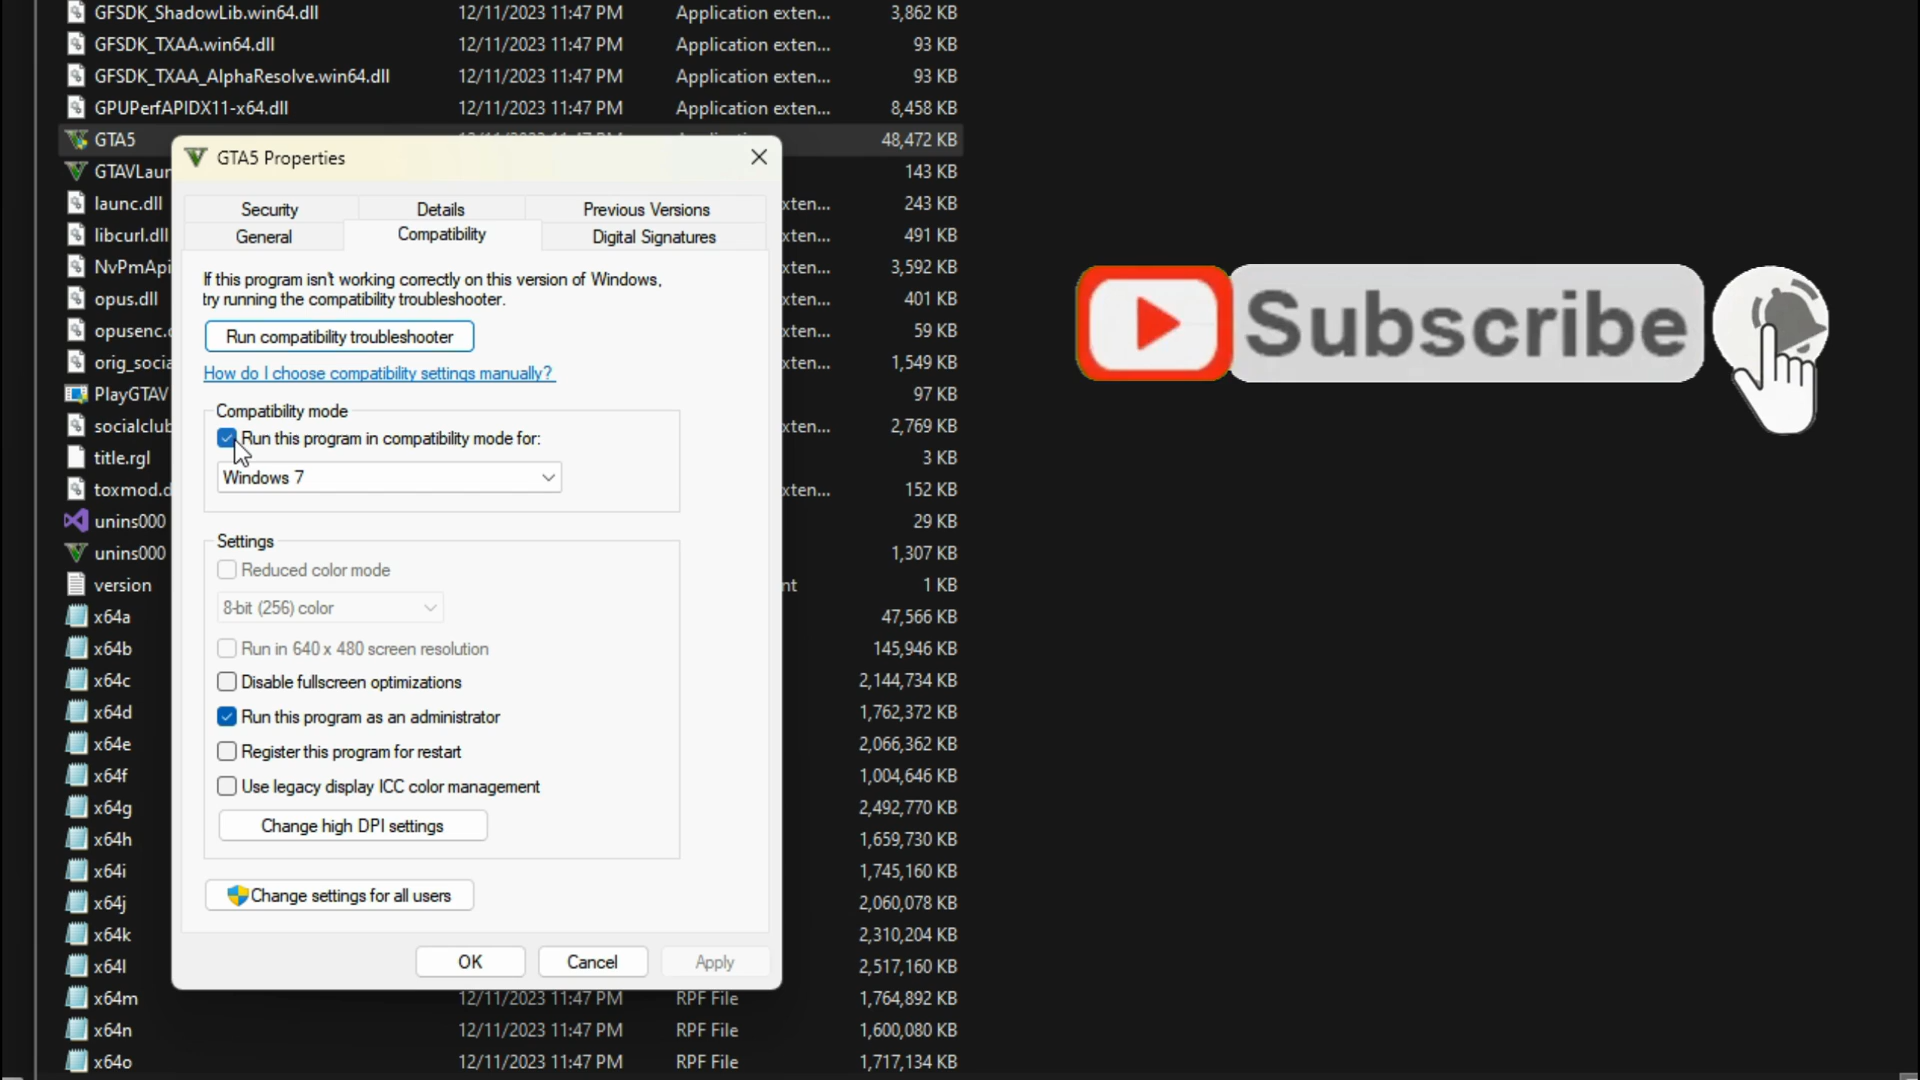 GFSDK_ShadowLib.win64.dll 12/11/2023 11:47 PM Application exten... 3,862 KB
GFSDK_TXAA.win64.dll 12/11/2023 11:47 PM Application exten... 93 KB
GFSDK_TXAA_AlphaResolve.win64.dll 12/11/2023 11:47 PM Application exten... 93 KB
GPUPerfAPIDX11-x64.dll 12/11/2023 11:47 PM Application exten... 8,458 KB
GTA5 48,472 KB
GTAVLaun 143 KB
launc.dll xten... 243 KB
libcurl.dll xten... 491 KB
NvPmApi xten... 3,592 KB
opus.dll xten... 401 KB
opusenc.d xten... 59 KB
orig_socia xten... 1,549 KB
PlayGTAV 97 KB
socialclub xten... 2,769 KB
title.rgl 3 KB
toxmod.d xten... 152 KB
unins000 29 KB
unins000 1,307 KB
version nt 1 KB
x64a 47,566 KB
x64b 145,946 KB
x64c 2,144,734 KB
x64d 1,762,372 KB
x64e 2,066,362 KB
x64f 1,004,646 KB
x64g 2,492,770 KB
x64h 1,659,730 KB
x64i 1,745,160 KB
x64j 2,060,078 KB
x64k 2,310,204 KB
x64l 2,517,160 KB
x64m 12/11/2023 11:47 PM RPF File 1,764,892 KB
x64n 12/11/2023 11:47 PM RPF File 1,600,080 KB
x64o 12/11/2023 11:47 PM RPF File 1,717,134 KB
GTA5 Properties
Security Details Previous Versions
General Compatibility Digital Signatures
If this program isn't working correctly on this version of Windows,
try running the compatibility troubleshooter.
Run compatibility troubleshooter
How do I choose compatibility settings manually?
Compatibility mode
Run this program in compatibility mode for:
Windows 7
Settings
Reduced color mode
8-bit (256) color
Run in 640 x 480 screen resolution
Disable fullscreen optimizations
Run this program as an administrator
Register this program for restart
Use legacy display ICC color management
Change high DPI settings
Change settings for all users
OK Cancel Apply
Subscribe